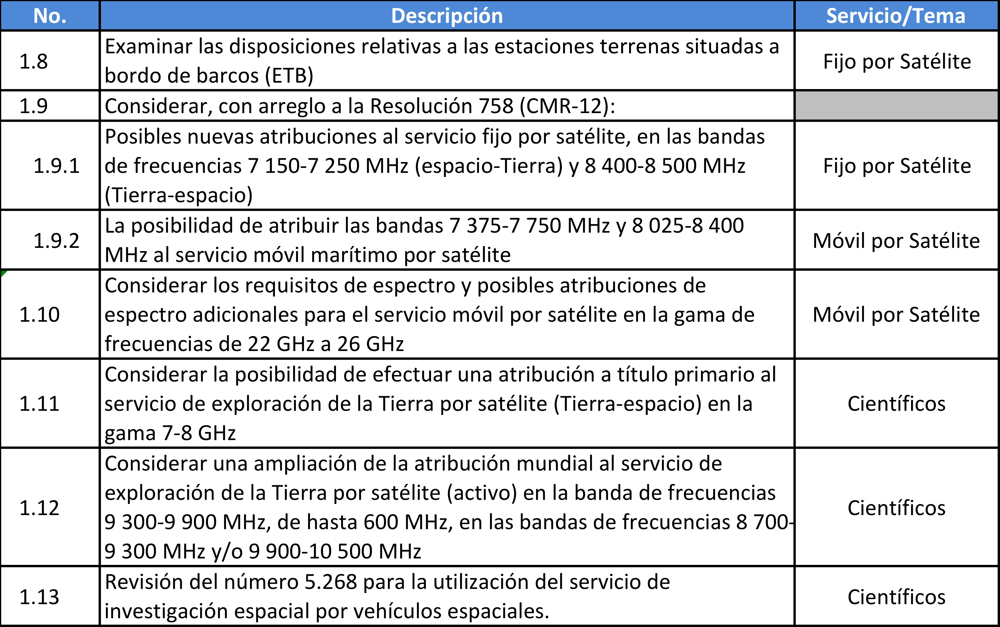 No. Descripción Servicio/Tema
1.8
Examinar las disposiciones relativas a las estaciones terrenas situadas a
bordo de barcos (ETB)
Fijo por Satélite
1.9
Considerar, con arreglo a la Resolución 758 (CMR-12):
1.9.1
Posibles nuevas atribuciones al servicio fijo por satélite, en las bandas
de frecuencias 7 150-7 250 MHz (espacio-Tierra) y 8 400-8 500 MHz
(Tierra-espacio)
Fijo por Satélite
1.9.2
La posibilidad de atribuir las bandas 7 375-7 750 MHz y 8 025-8 400
MHz al servicio móvil marítimo por satélite
Móvil por Satélite
1.10
Considerar los requisitos de espectro y posibles atribuciones de
espectro adicionales para el servicio móvil por satélite en la gama de
frecuencias de 22 GHz a 26 GHz
Móvil por Satélite
1.11
Considerar la posibilidad de efectuar una atribución a título primario al
servicio de exploración de la Tierra por satélite (Tierra-espacio) en la
gama 7-8 GHz
Científicos
1.12
Considerar una ampliación de la atribución mundial al servicio de
exploración de la Tierra por satélite (activo) en la banda de frecuencias
9 300-9 900 MHz, de hasta 600 MHz, en las bandas de frecuencias 8 700-
9 300 MHz y/o 9 900-10 500 MHz
Científicos
1.13
Revisión del número 5.268 para la utilización del servicio de
investigación espacial por vehículos espaciales.
Científicos